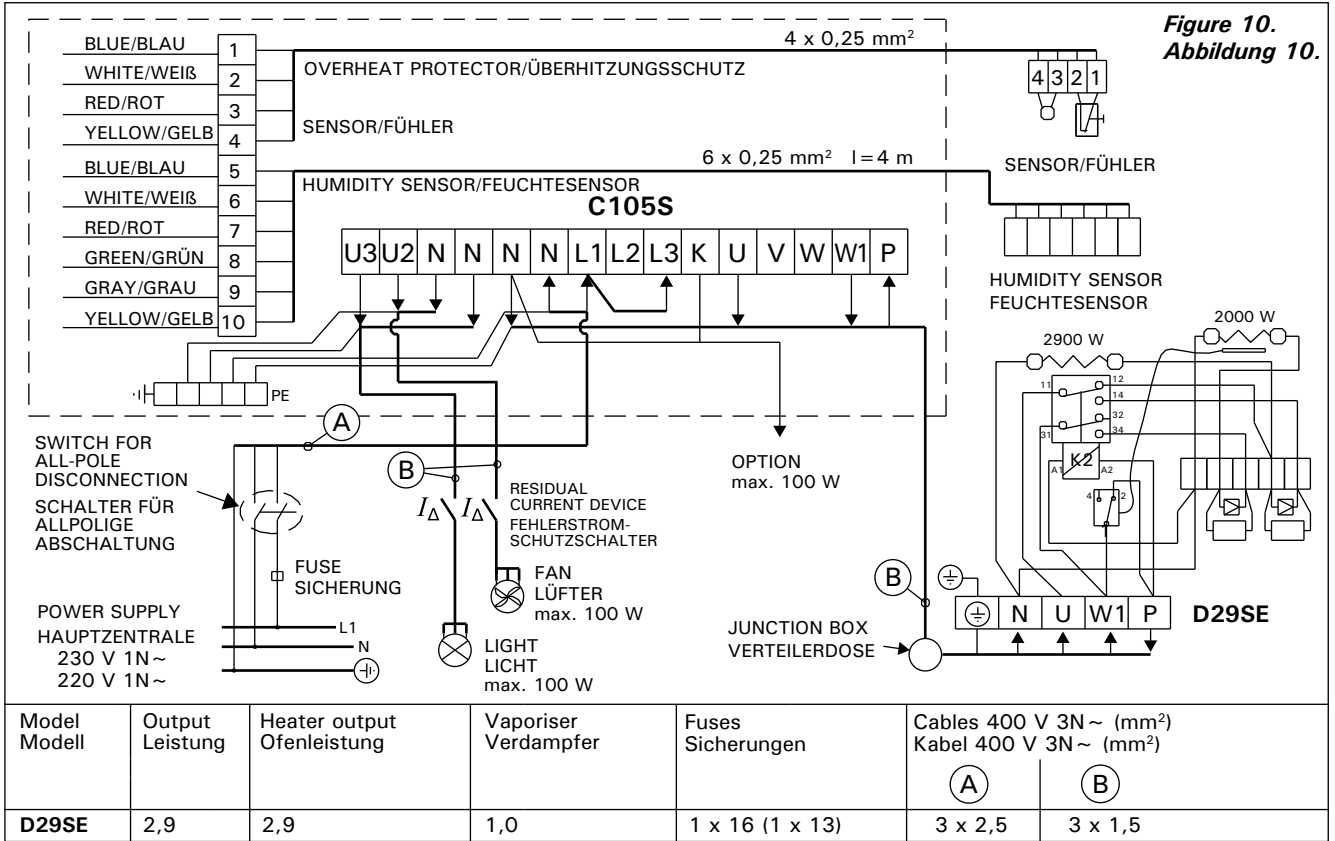 Figure 10.
Abbildung 10.
BLUE/BLAU 1
WHITE/WEIß 2
RED/ROT 3
YELLOW/GELB 4
BLUE/BLAU 5
WHITE/WEIß 6
RED/ROT 7
GREEN/GRÜN 8
GRAY/GRAU 9
YELLOW/GELB 10
4 x 0,25 mm²
OVERHEAT PROTECTOR/ÜBERHITZUNGSSCHUTZ
SENSOR/FÜHLER
4 3 2 1
SENSOR/FÜHLER
6 x 0,25 mm² l=4 m
HUMIDITY SENSOR/FEUCHTESENSOR
HUMIDITY SENSOR
FEUCHTESENSOR
C105S
U3 U2 N N N N L1 L2 L3 K U V W W1 P
PE
A
SWITCH FOR
ALL-POLE
DISCONNECTION
SCHALTER FÜR
ALLPOLIGE
ABSCHALTUNG
FUSE
SICHERUNG
POWER SUPPLY
HAUPTZENTRALE
230 V 1N~
220 V 1N~
L1
N
B
IΔ IΔ
RESIDUAL
CURRENT DEVICE
FEHLERSTROM-
SCHUTZSCHALTER
FAN
LÜFTER
max. 100 W
LIGHT
LICHT
max. 100 W
OPTION
max. 100 W
B
JUNCTION BOX
VERTEILERDOSE
2900 W
2000 W
11 12
14
32
31 34
A1 K2 A2
4 2
N U W1 P
D29SE
Model Output Heater output Vaporiser Fuses Cables 400 V 3N~ (mm²)
Modell Leistung Ofenleistung Verdampfer Sicherungen Kabel 400 V 3N~ (mm²)
A B
D29SE 2,9 2,9 1,0 1 x 16 (1 x 13) 3 x 2,5 3 x 1,5